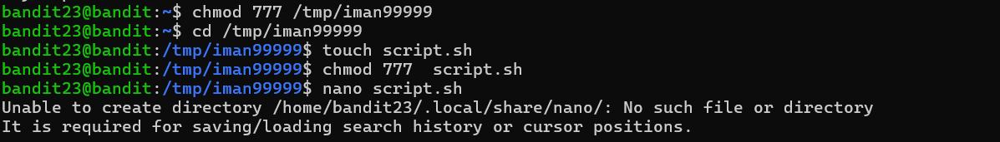 bandit23@bandit:~$ chmod 777 /tmp/iman99999
bandit23@bandit:~$ cd /tmp/iman99999
bandit23@bandit:/tmp/iman99999$ touch script.sh
bandit23@bandit:/tmp/iman99999$ chmod 777  script.sh
bandit23@bandit:/tmp/iman99999$ nano script.sh
Unable to create directory /home/bandit23/.local/share/nano/: No such file or directory
It is required for saving/loading search history or cursor positions.